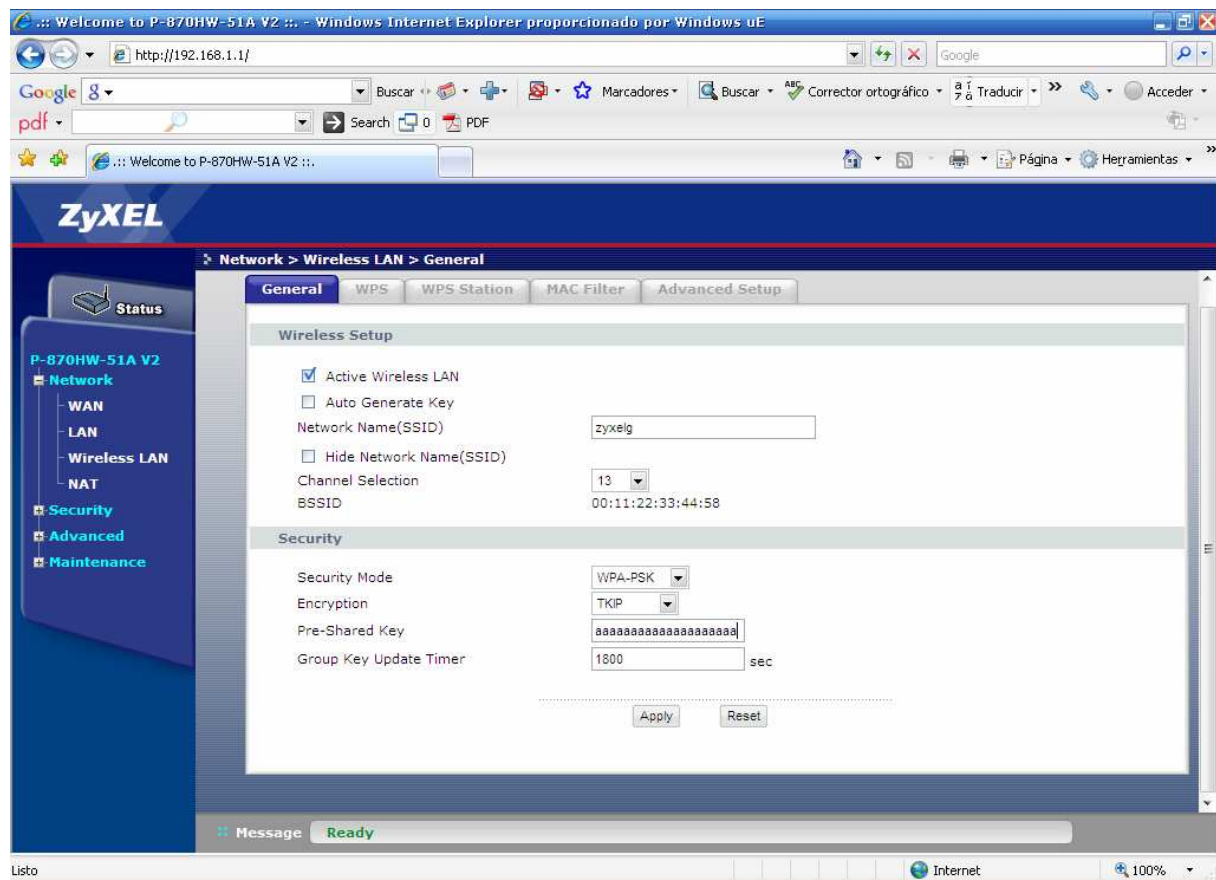 .:: Welcome to P-870HW-51A V2 ::. - Windows Internet Explorer proporcionado por Windows uE
http://192.168.1.1/
Google
Google
Buscar
Marcadores
Buscar
ABC
Corrector ortográfico
Traducir
Acceder
pdf
Search
0
PDF
.:: Welcome to P-870HW-51A V2 ::.
Página
Herramientas
ZyXEL
Network > Wireless LAN > General
Status
General
WPS
WPS Station
MAC Filter
Advanced Setup
P-870HW-51A V2
Network
WAN
LAN
Wireless LAN
NAT
Security
Advanced
Maintenance
Wireless Setup
Active Wireless LAN
Auto Generate Key
Network Name(SSID) zyxelg
Hide Network Name(SSID)
Channel Selection 13
BSSID 00:11:22:33:44:58
Security
Security Mode WPA-PSK
Encryption TKIP
Pre-Shared Key aaaaaaaaaaaaaaaaaaaa
Group Key Update Timer 1800 sec
Apply Reset
Message Ready
Listo
Internet
100%